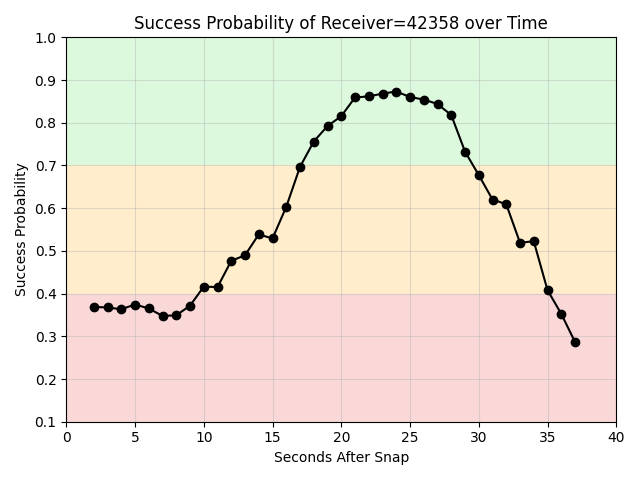 Success Probability of Receiver=42358 over Time
1.0
0.9
0.8
0.7
0.6
0.5
0.4
0.3
0.2
0.1
Success Probability
0 5 10 15 20 25 30 35 40
Seconds After Snap